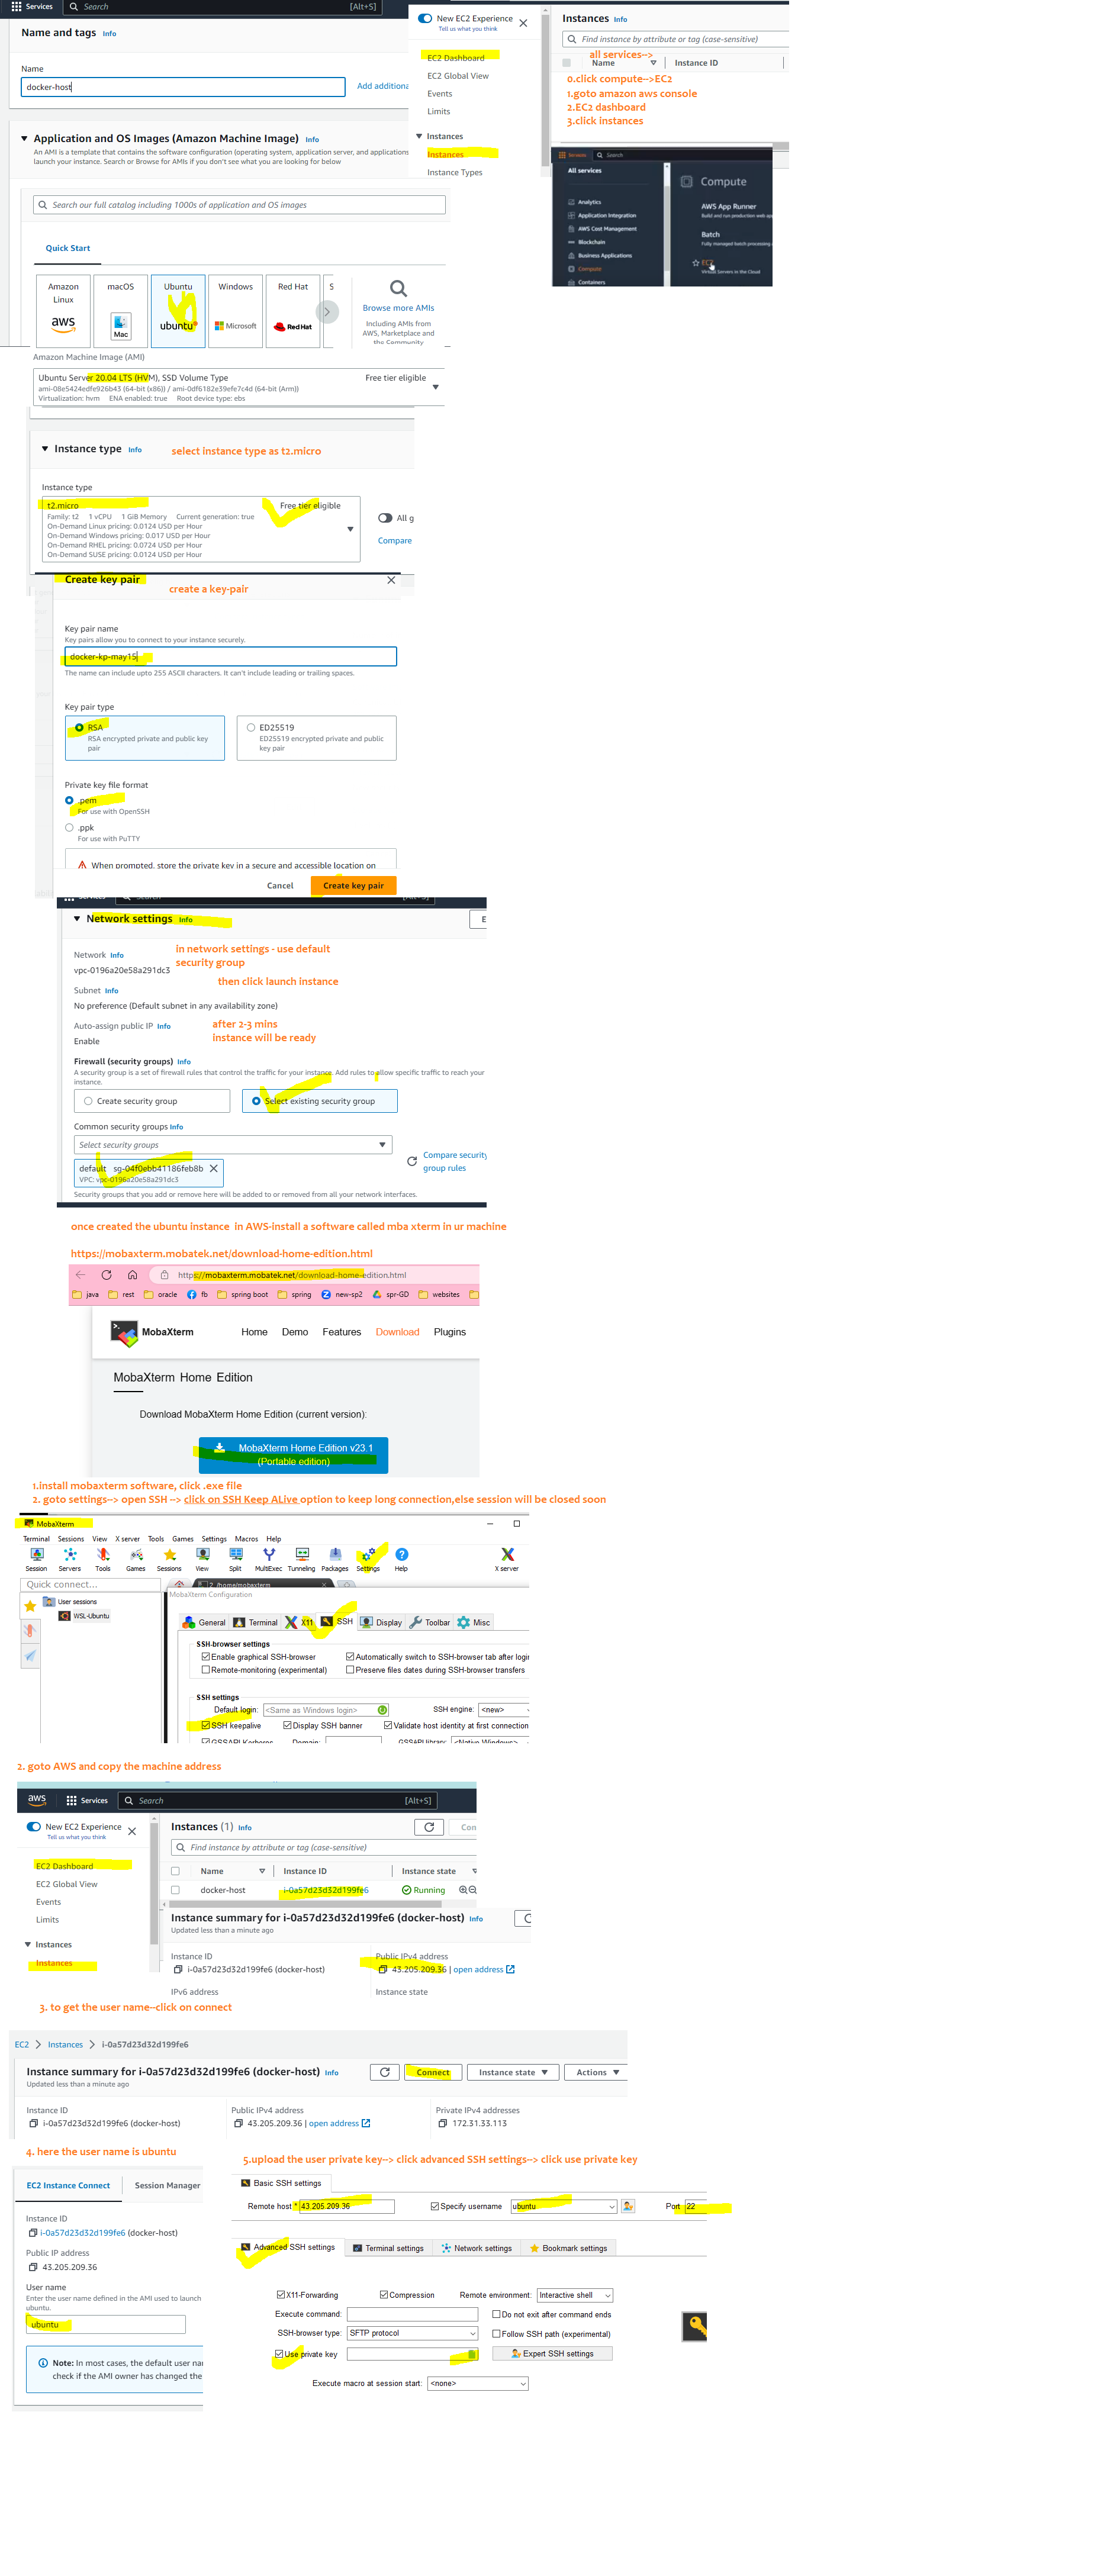 Services
Search
[Alt+S]
Name and tags Info
Name
docker-host
Add additiona
New EC2 Experience
Tell us what you think
EC2 Dashboard
EC2 Global View
Events
Limits
Instances
Instances
Instance Types
Instances Info
Find instance by attribute or tag (case-sensitive)
Name
Instance ID
all services-->
0.click compute-->EC2
1.goto amazon aws console
2.EC2 dashboard
3.click instances
Services
Search
All services
Analytics
Application Integration
AWS Cost Management
Blockchain
Business Applications
Compute
Containers
Compute
AWS App Runner
Build and run production web ap
Batch
Fully managed batch processing
EC2
Virtual Servers in the Cloud
Application and OS Images (Amazon Machine Image) Info
An AMI is a template that contains the software configuration (operating system, application server, and applications
launch your instance. Search or Browse for AMIs if you don't see what you are looking for below
Search our full catalog including 1000s of application and OS images
Quick Start
Amazon Linux
aws
macOS
Mac
Ubuntu
ubuntu
Windows
Microsoft
Red Hat
Red Hat
S
Browse more AMIs
Including AMIs from
AWS, Marketplace and
the Community
Amazon Machine Image (AMI)
Ubuntu Server 20.04 LTS (HVM), SSD Volume Type
Free tier eligible
ami-08e5424edfe926b43 (64-bit (x86)) / ami-0df6182e39efe7c4d (64-bit (Arm))
Virtualization: hvm ENA enabled: true Root device type: ebs
Instance type Info
select instance type as t2.micro
Instance type
t2.micro
Free tier eligible
Family: t2 1 vCPU 1 GiB Memory Current generation: true
On-Demand Linux pricing: 0.0124 USD per Hour
On-Demand Windows pricing: 0.017 USD per Hour
On-Demand RHEL pricing: 0.0724 USD per Hour
On-Demand SUSE pricing: 0.0124 USD per Hour
All g
Compare
Create key pair
create a key-pair
Key pair name
Key pairs allow you to connect to your instance securely.
docker-kp-may15
The name can include upto 255 ASCII characters. It can't include leading or trailing spaces.
Key pair type
RSA
RSA encrypted private and public key
pair
ED25519
ED25519 encrypted private and public
key pair
Private key file format
.pem
For use with OpenSSH
.ppk
For use with PuTTY
When prompted, store the private key in a secure and accessible location on
Cancel
Create key pair
Services
Search
[Alt+S]
Network settings Info
E
Network Info
vpc-0196a20e58a291dc3
in network settings - use default
security group
then click launch instance
Subnet Info
No preference (Default subnet in any availability zone)
Auto-assign public IP Info
Enable
after 2-3 mins
instance will be ready
Firewall (security groups) Info
A security group is a set of firewall rules that control the traffic for your instance. Add rules to allow specific traffic to reach your
instance.
Create security group
Select existing security group
Common security groups Info
Select security groups
default sg-04f0ebb41186feb8b
VPC: vpc-0196a20e58a291dc3
Compare security
group rules
Security groups that you add or remove here will be added to or removed from all your network interfaces.
once created the ubuntu instance in AWS-install a software called mba xterm in ur machine
https://mobaxterm.mobatek.net/download-home-edition.html
https://mobaxterm.mobatek.net/download-home-edition.html
java rest oracle fb spring boot spring new-sp2 spr-GD websites
MobaXterm
Home Demo Features Download Plugins
MobaXterm Home Edition
Download MobaXterm Home Edition (current version):
MobaXterm Home Edition v23.1
(Portable edition)
1.install mobaxterm software, click .exe file
2. goto settings--> open SSH --> click on SSH Keep ALive option to keep long connection,else session will be closed soon
MobaXterm
Terminal Sessions View X server Tools Games Settings Macros Help
Session Servers Tools Games Sessions View Split MultiExec Tunneling Packages Settings Help X server
Quick connect...
2. /home/mobaxterm
User sessions
WSL-Ubuntu
MobaXterm Configuration
General Terminal X11 SSH Display Toolbar Misc
SSH-browser settings
Enable graphical SSH-browser
Automatically switch to SSH-browser tab after login
Remote-monitoring (experimental)
Preserve files dates during SSH-browser transfers
SSH settings
Default login: <Same as Windows login>
SSH engine: <new>
SSH keepalive
Display SSH banner
Validate host identity at first connection
GSSAPI Kerberos Domain: GSSAPI library: <Native Windows>
2. goto AWS and copy the machine address
aws
Services
Search
[Alt+S]
New EC2 Experience
Tell us what you think
EC2 Dashboard
EC2 Global View
Events
Limits
Instances
Instances
Instances (1) Info
Con
Find instance by attribute or tag (case-sensitive)
Name Instance ID Instance state
docker-host i-0a57d23d32d199fe6 Running
Instance summary for i-0a57d23d32d199fe6 (docker-host) Info
Updated less than a minute ago
Instance ID
i-0a57d23d32d199fe6 (docker-host)
Public IPv4 address
43.205.209.36 | open address
IPv6 address
Instance state
3. to get the user name--click on connect
EC2 Instances i-0a57d23d32d199fe6
Instance summary for i-0a57d23d32d199fe6 (docker-host) Info
Updated less than a minute ago
Connect
Instance state
Actions
Instance ID
i-0a57d23d32d199fe6 (docker-host)
Public IPv4 address
43.205.209.36 | open address
Private IPv4 addresses
172.31.33.113
4. here the user name is ubuntu
5.upload the user private key--> click advanced SSH settings--> click use private key
EC2 Instance Connect
Session Manager
Instance ID
i-0a57d23d32d199fe6 (docker-host)
Public IP address
43.205.209.36
User name
Enter the user name defined in the AMI used to launch
ubuntu.
ubuntu
Note: In most cases, the default user na
check if the AMI owner has changed the
Basic SSH settings
Remote host * 43.205.209.36
Specify username ubuntu
Port 22
Advanced SSH settings
Terminal settings
Network settings
Bookmark settings
X11-Forwarding
Compression
Remote environment: Interactive shell
Execute command:
Do not exit after command ends
SSH-browser type: SFTP protocol
Follow SSH path (experimental)
Use private key
Expert SSH settings
Execute macro at session start: <none>